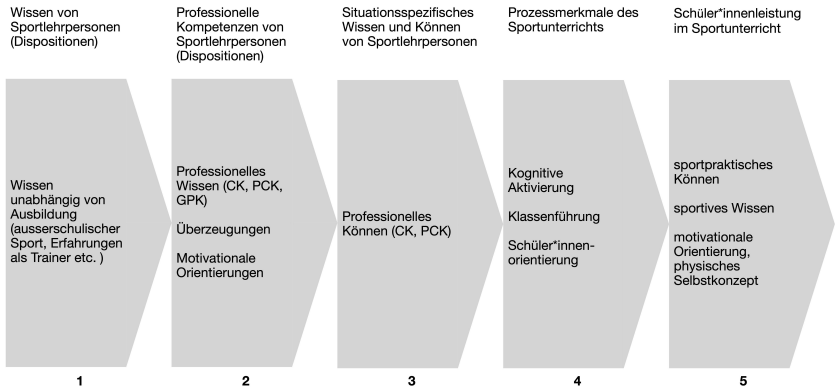 Wissen von
Sportlehrpersonen
(Dispositionen)
Professionelle
Kompetenzen von
Sportlehrpersonen
(Dispositionen)
Situationsspezifisches
Wissen und Können
von Sportlehrpersonen
Prozessmerkmale des
Sportunterrichts
Schüler*innenleistung
im Sportunterricht
Wissen
unabhängig von
Ausbildung
(ausserschulischer
Sport, Erfahrungen
als Trainer etc. )
Professionelles
Wissen (CK, PCK,
GPK)
Überzeugungen
Motivationale
Orientierungen
Professionelles
Können (CK, PCK)
Kognitive
Aktivierung
Klassenführung
Schüler*innen-
orientierung
sportpraktisches
Können
sportives Wissen
motivationale
Orientierung,
physisches
Selbstkonzept
1
2
3
4
5